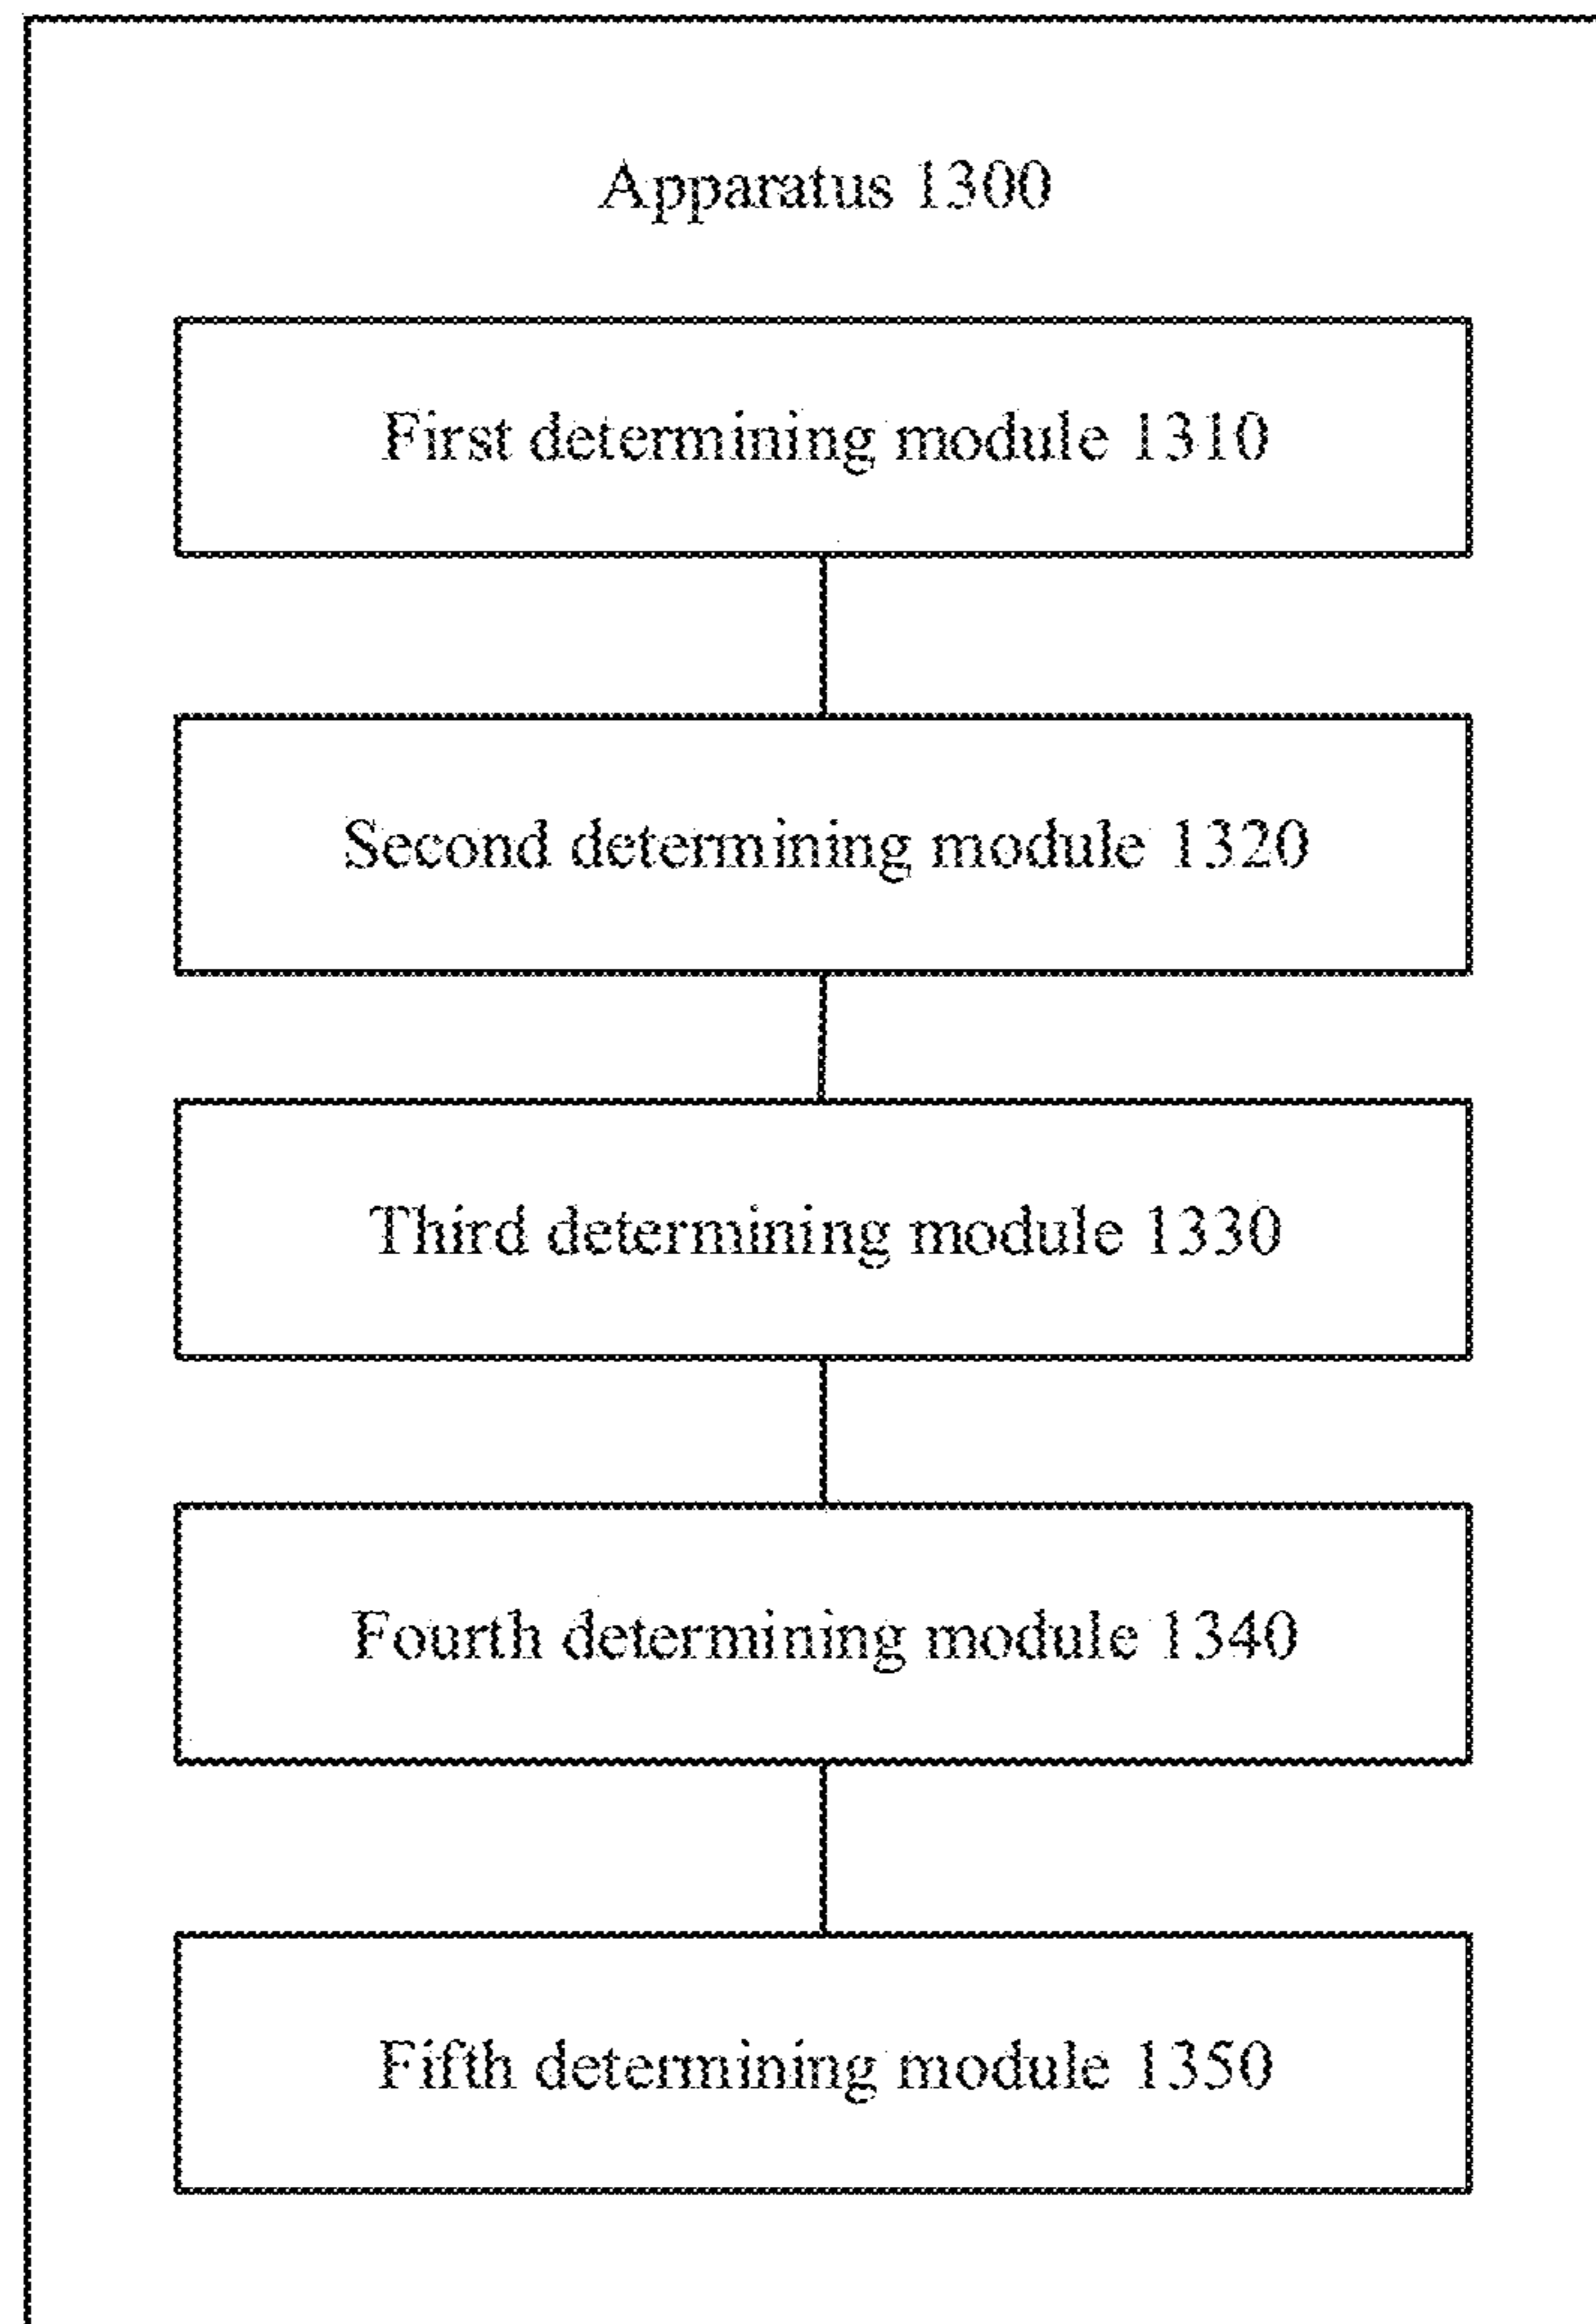 Apparatus 1300
First determining module 1310
Second determining module 1320
Third determining module 1330
Fourth determining module 1340
Fifth determining module 1350